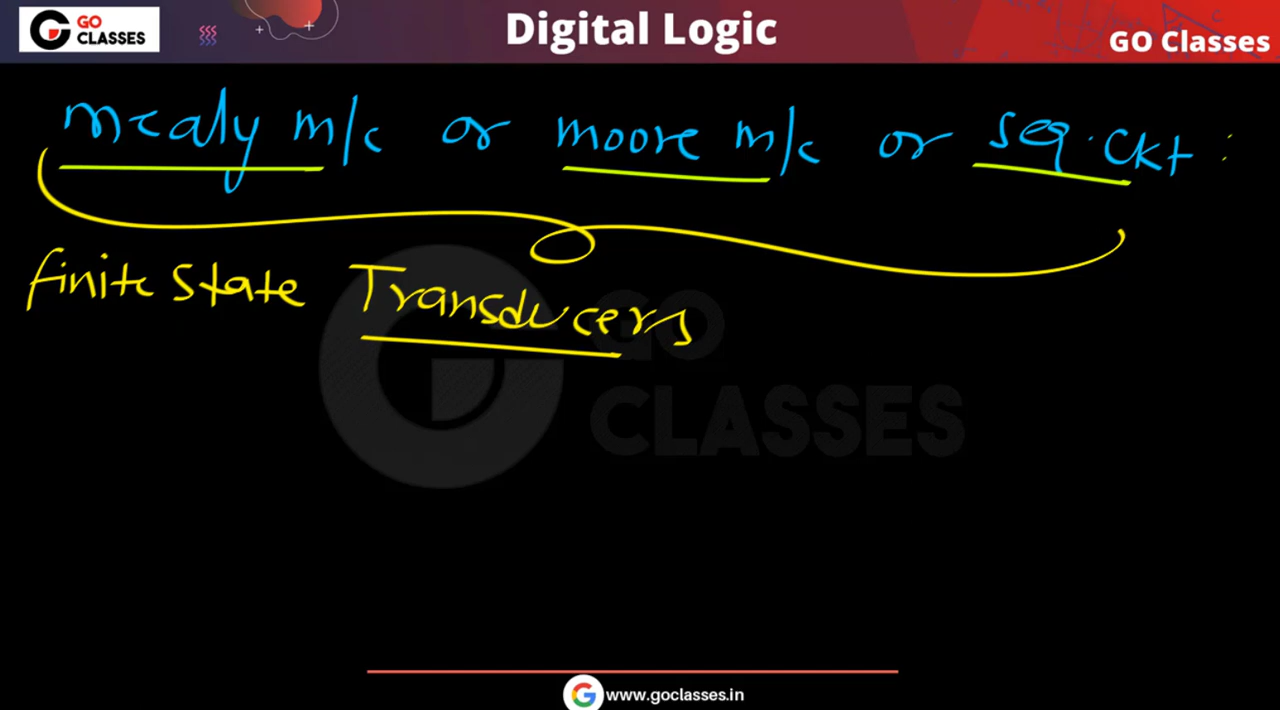 GO CLASSES
Digital Logic
GO Classes
mealy m/c or moore m/c or seq. ckt :
finite state Transducers
GO CLASSES
www.goclasses.in